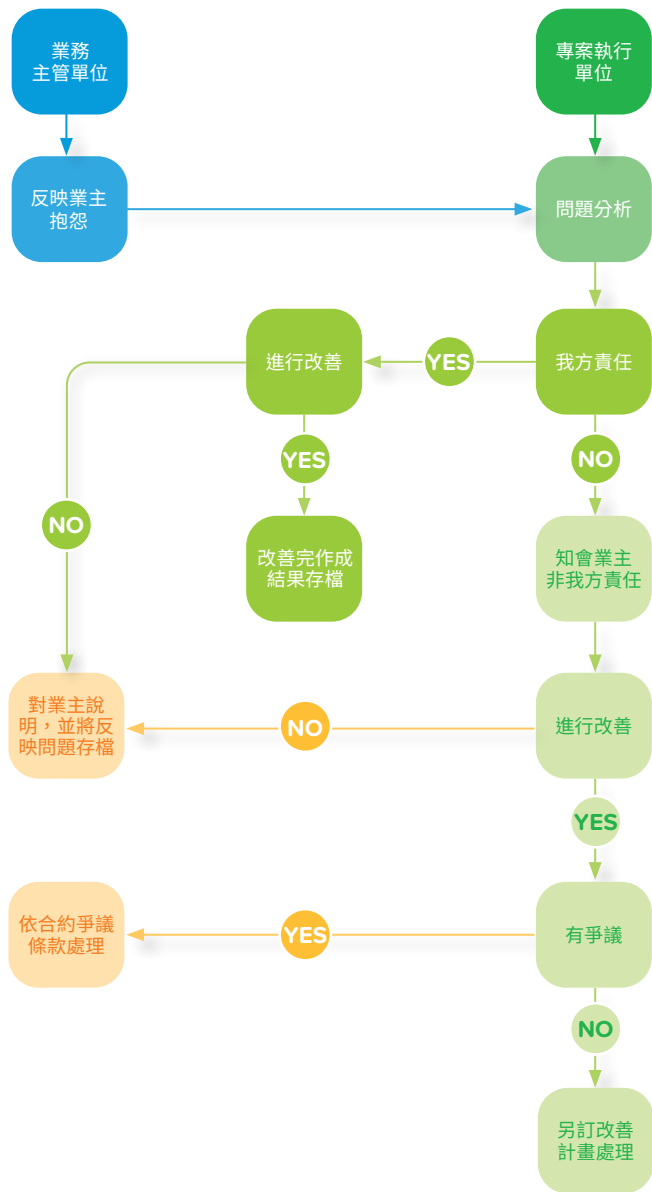 業務
主管單位
專案執行
單位
反映業主
抱怨
問題分析
進行改善
YES
我方責任
YES
NO
NO
改善完作成
結果存檔
知會業主
非我方責任
對業主說
明，並將反
映問題存檔
NO
進行改善
YES
依合約爭議
條款處理
YES
有爭議
NO
另訂改善
計畫處理